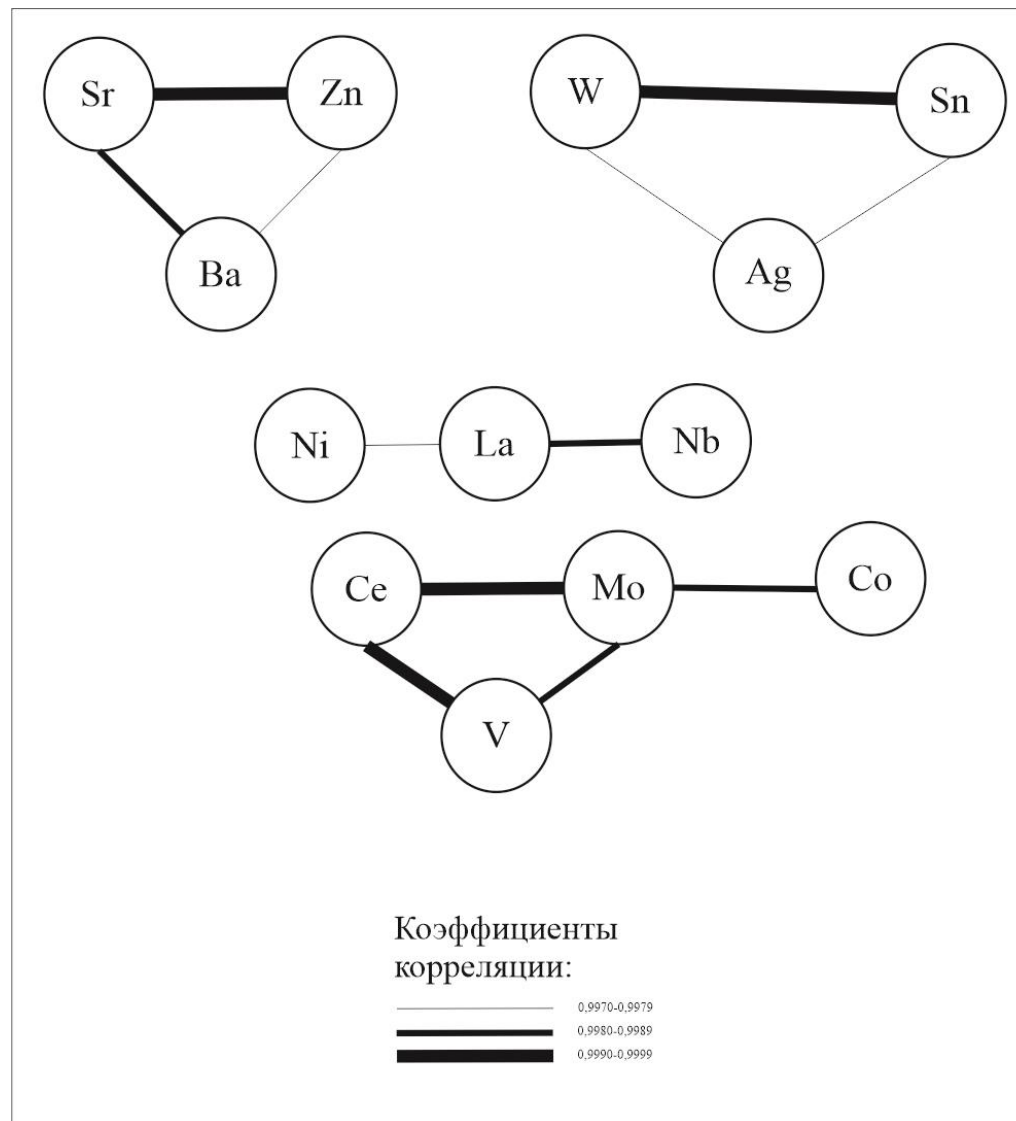 Sr
Zn
W
Sn
Ba
Ag
Ni
La
Nb
Ce
Mo
Co
V
Коэффициенты
корреляции:
0,9970-0,9979
0,9980-0,9989
0,9990-0,9999